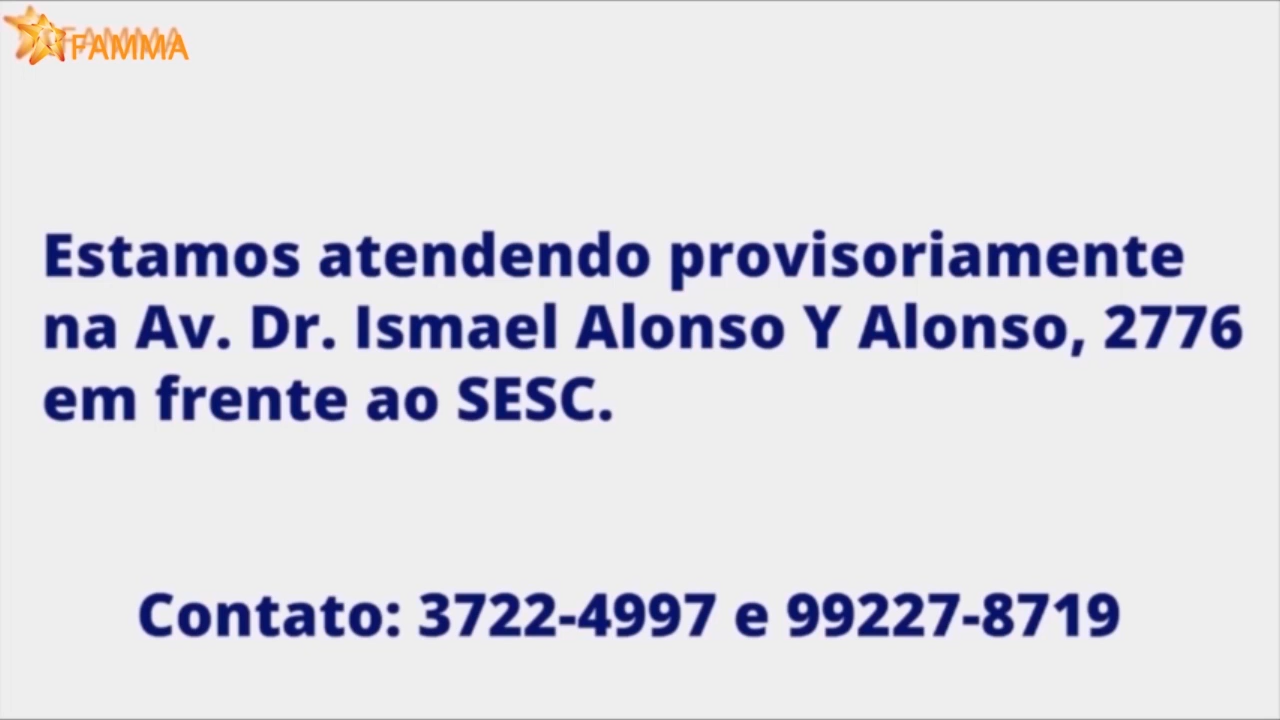 FAMMA
Estamos atendendo provisoriamente
na Av. Dr. Ismael Alonso Y Alonso, 2776
em frente ao SESC.
Contato: 3722-4997 e 99227-8719